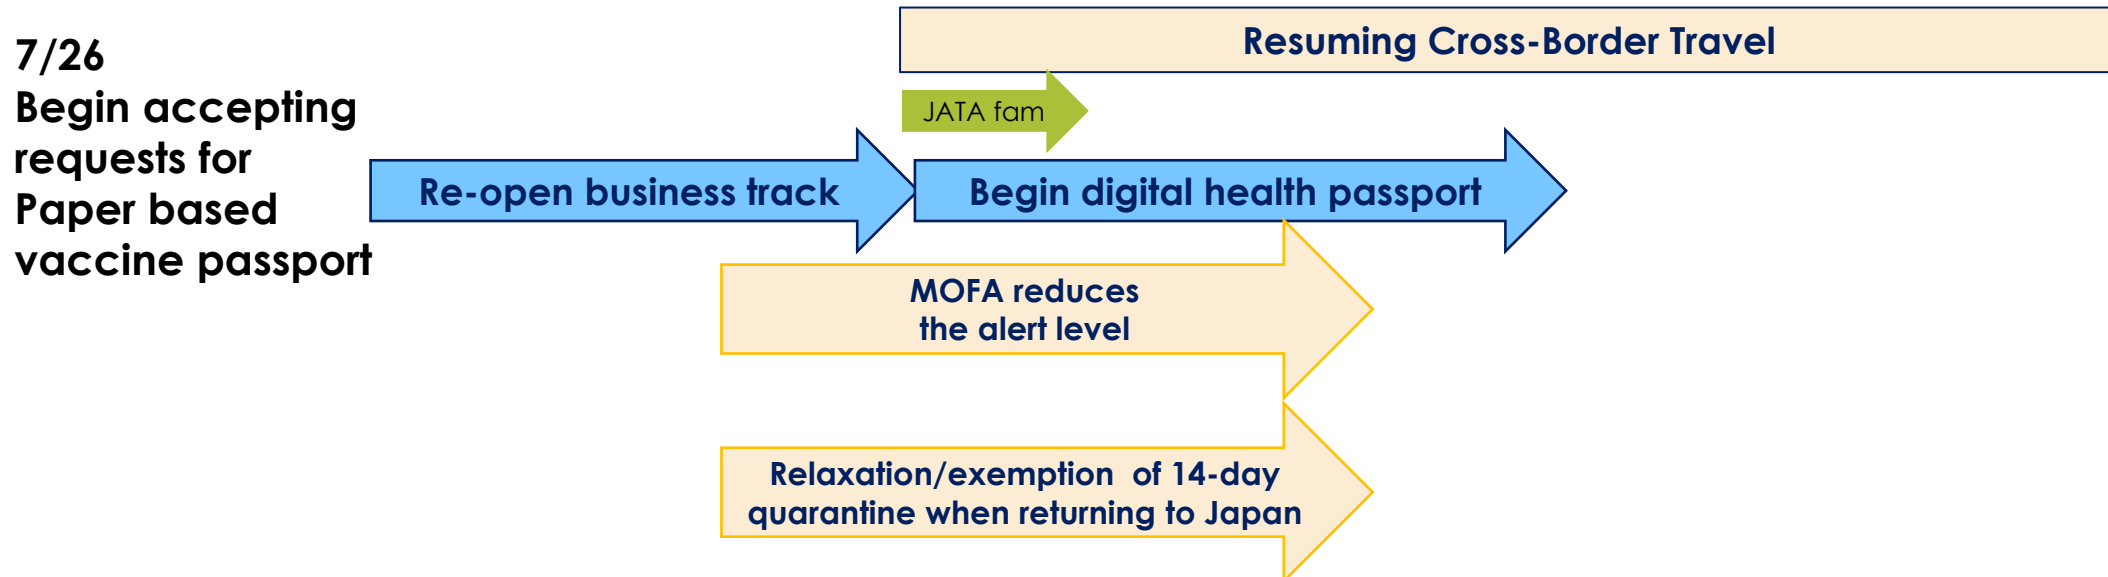 7/26
Begin accepting
requests for
Paper based
vaccine passport
Resuming Cross-Border Travel
JATA fam
Re-open business track
Begin digital health passport
MOFA reduces
the alert level
Relaxation/exemption of 14-day
quarantine when returning to Japan